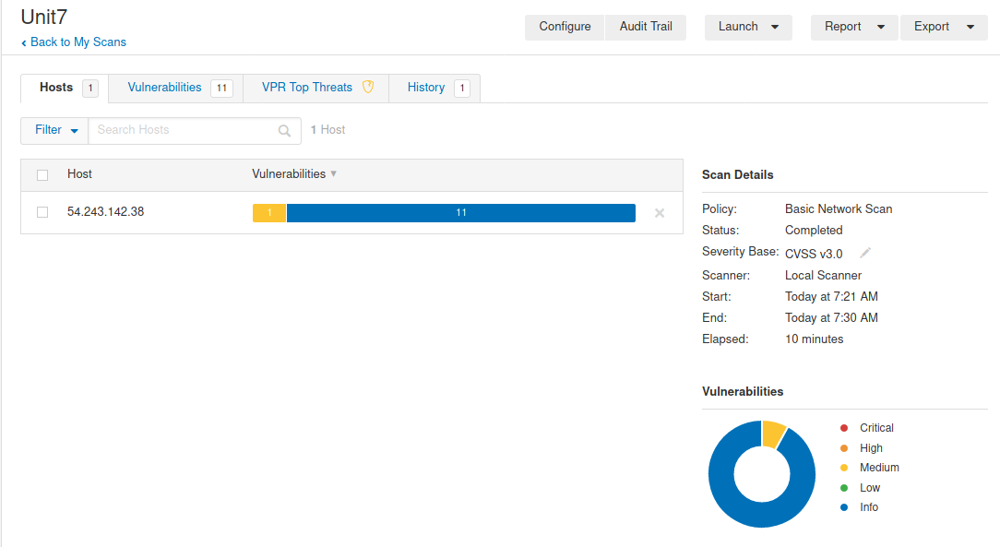 Unit7
‹ Back to My Scans
Configure Audit Trail Launch Report Export
Hosts 1 Vulnerabilities 11 VPR Top Threats History 1
Filter Search Hosts 1 Host
Host Vulnerabilities
54.243.142.38 1 11
Scan Details
Policy: Basic Network Scan
Status: Completed
Severity Base: CVSS v3.0
Scanner: Local Scanner
Start: Today at 7:21 AM
End: Today at 7:30 AM
Elapsed: 10 minutes
Vulnerabilities
Critical
High
Medium
Low
Info